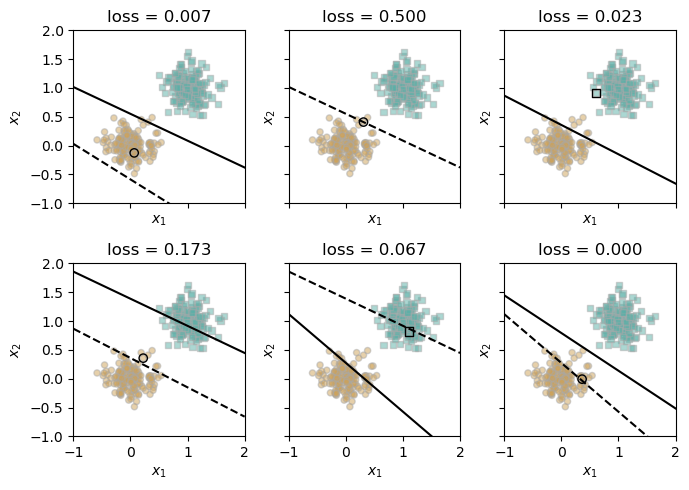 loss = 0.007
loss = 0.500
loss = 0.023
2.0
1.5
1.0
0.5
0.0
−0.5
−1.0
x₂
x₂
x₂
x₁
x₁
x₁
loss = 0.173
loss = 0.067
loss = 0.000
2.0
1.5
1.0
0.5
0.0
−0.5
−1.0
x₂
x₂
x₂
−1 0 1 2
−1 0 1 2
−1 0 1 2
x₁
x₁
x₁